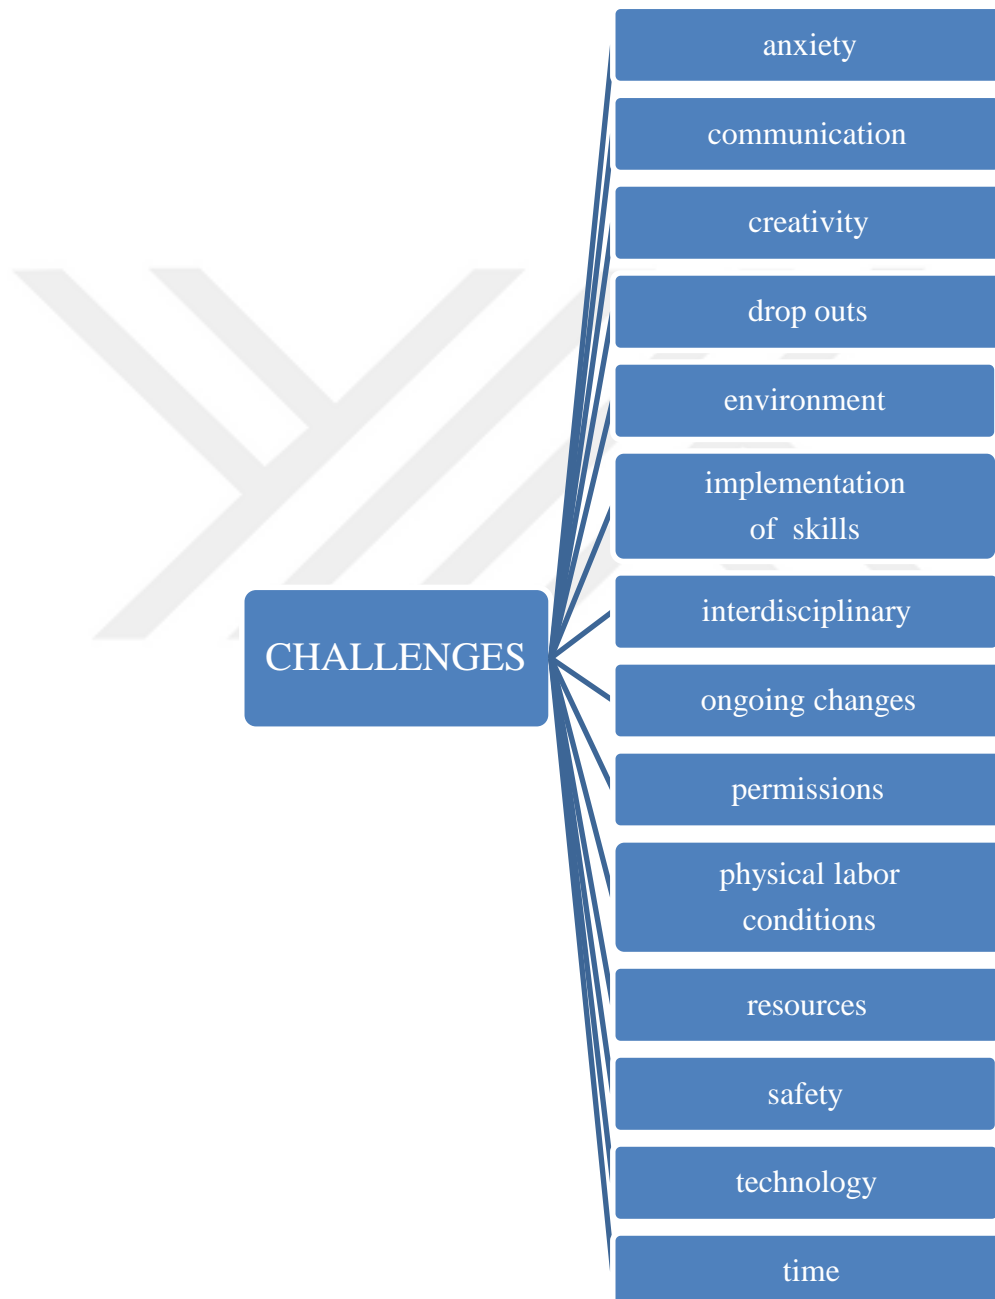 anxiety
communication
creativity
drop outs
environment
implementation
of skills
CHALLENGES
interdisciplinary
ongoing changes
permissions
physical labor
conditions
resources
safety
technology
time